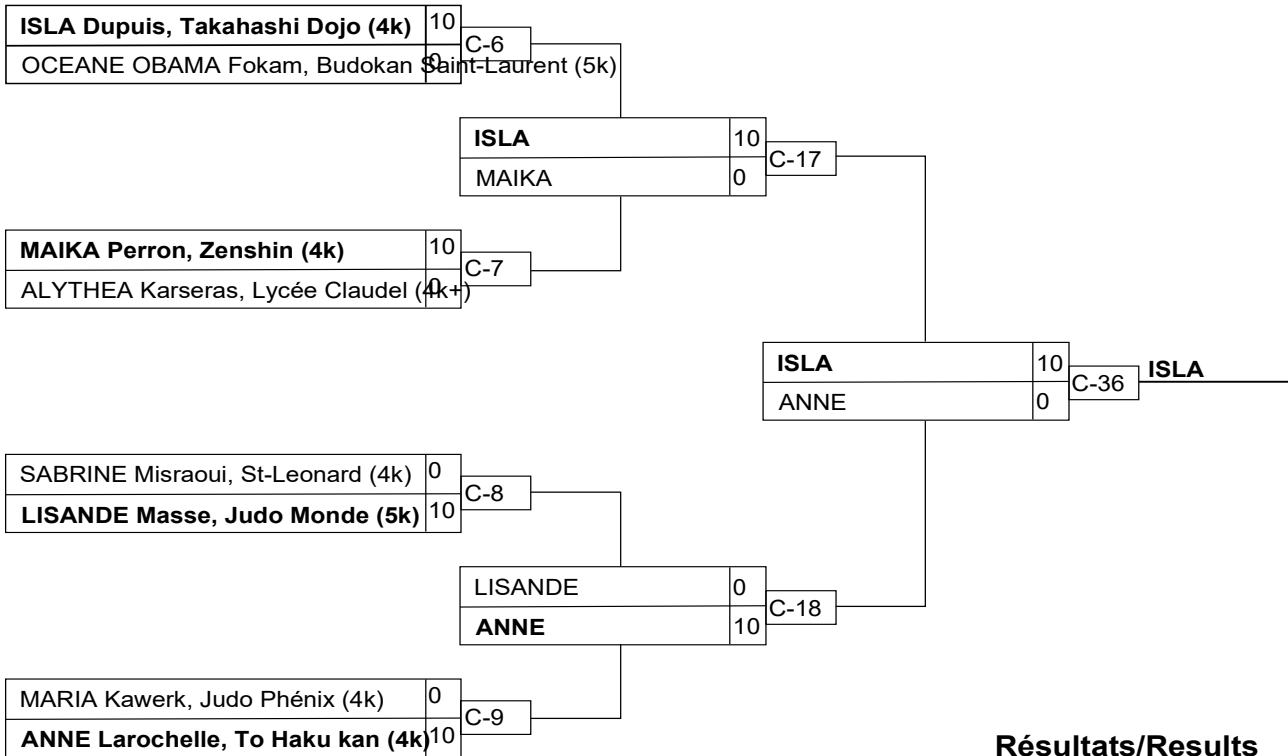 ISLA Dupuis, Takahashi Dojo (4k) 10
C-6
OCEANE OBAMA Fokam, Budokan Saint-Laurent (5k) 0
ISLA 10
C-17
MAIKA 0
MAIKA Perron, Zenshin (4k) 10
C-7
ALYTHEA Karseras, Lycée Claudel (4k+) 0
ISLA 10
C-36
ISLA
ANNE 0
SABRINE Misraoui, St-Leonard (4k) 0
C-8
LISANDE Masse, Judo Monde (5k) 10
LISANDE 0
C-18
ANNE 10
MARIA Kawerk, Judo Phénix (4k) 0
C-9
ANNE Larochelle, To Haku kan (4k) 10
Résultats/Results